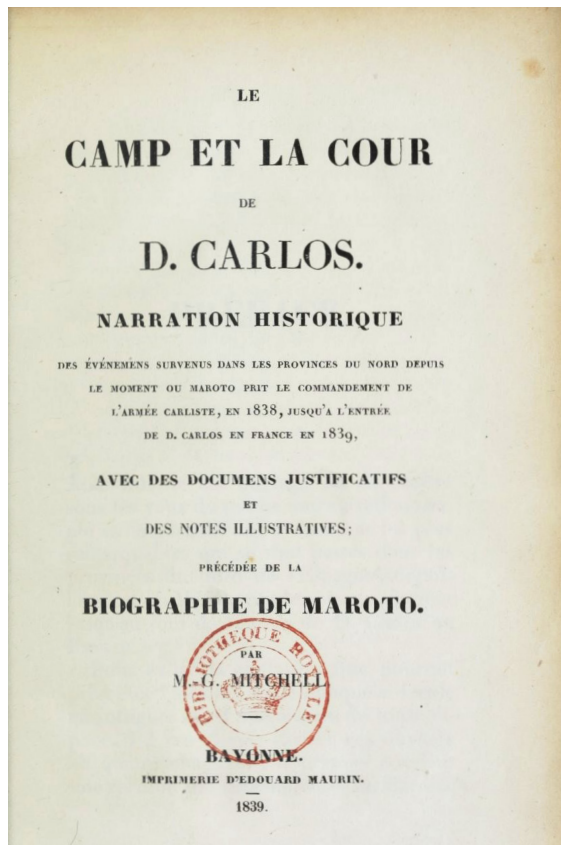 LE
CAMP ET LA COUR
DE
D. CARLOS.
NARRATION HISTORIQUE
DES ÉVÉNEMENS SURVENUS DANS LES PROVINCES DU NORD DEPUIS
LE MOMENT OU MAROTO PRIT LE COMMANDEMENT DE
L'ARMÉE CARLISTE, EN 1838, JUSQU'A L'ENTRÉE
DE D. CARLOS EN FRANCE EN 1839,
AVEC DES DOCUMENS JUSTIFICATIFS
ET
DES NOTES ILLUSTRATIVES;
PRÉCÉDÉE DE LA
BIOGRAPHIE DE MAROTO.
PAR
M. G. MITCHELL.
BIBLIOTHEQUE ROYALE
BAYONNE.
IMPRIMERIE D'EDOUARD MAURIN.
1839.